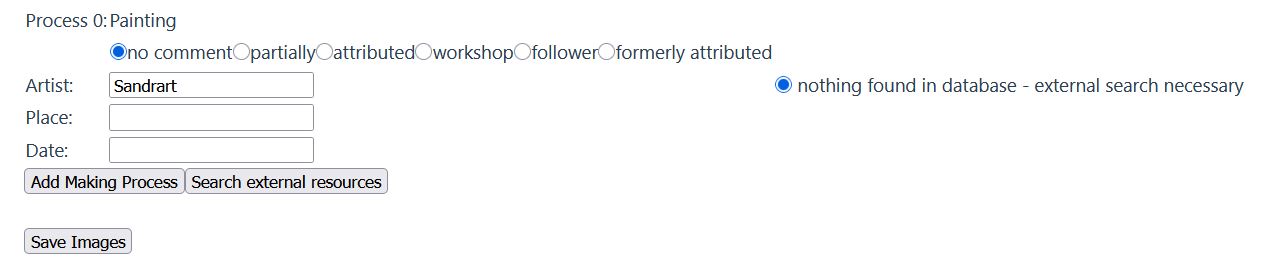 Process 0: Painting
no comment partially attributed workshop follower formerly attributed
Artist: Sandrart nothing found in database - external search necessary
Place:
Date:
Add Making Process Search external resources
Save Images